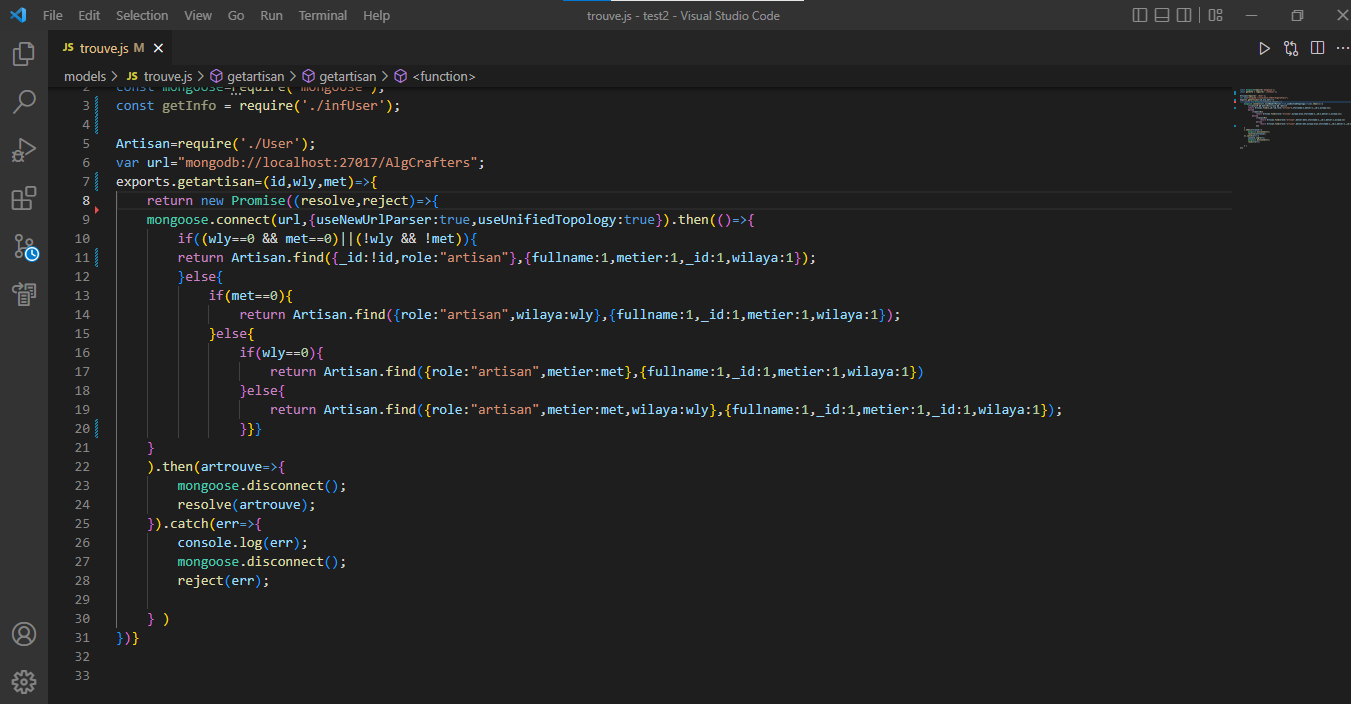 File Edit Selection View Go Run Terminal Help trouve.js - test2 - Visual Studio Code
JS trouve.js M
models > JS trouve.js > getartisan > getartisan > <function>
2 const mongoose=require('mongoose');
3 const getInfo = require('./infUser');
4
5 Artisan=require('./User');
6 var url="mongodb://localhost:27017/AlgCrafters";
7 exports.getartisan=(id,wly,met)=>{
8 return new Promise((resolve,reject)=>{
9 mongoose.connect(url,{useNewUrlParser:true,useUnifiedTopology:true}).then(()=>{
10 if((wly==0 && met==0)||(!wly && !met)){
11 return Artisan.find({_id:!id,role:"artisan"},{fullname:1,metier:1,_id:1,wilaya:1});
12 }else{
13 if(met==0){
14 return Artisan.find({role:"artisan",wilaya:wly},{fullname:1,_id:1,metier:1,wilaya:1});
15 }else{
16 if(wly==0){
17 return Artisan.find({role:"artisan",metier:met},{fullname:1,_id:1,metier:1,wilaya:1})
18 }else{
19 return Artisan.find({role:"artisan",metier:met,wilaya:wly},{fullname:1,_id:1,metier:1,_id:1,wilaya:1});
20 }}}
21 }
22 ).then(artrouve=>{
23 mongoose.disconnect();
24 resolve(artrouve);
25 }).catch(err=>{
26 console.log(err);
27 mongoose.disconnect();
28 reject(err);
29
30 } )
31 })}
32
33